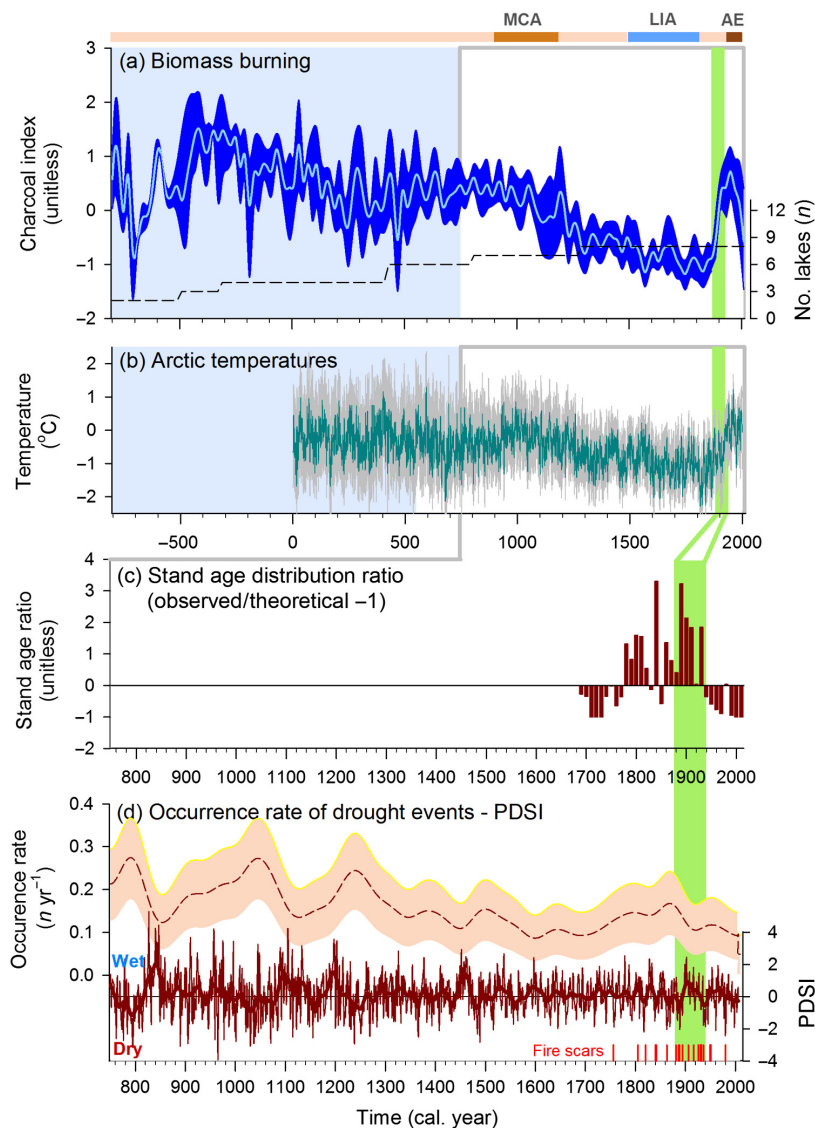 MCA LIA AE
(a) Biomass burning
Charcoal index
(unitless)
3
2
1
0
−1
−2
12
9
6
3
0
No. lakes (n)
(b) Arctic temperatures
Temperature
(°C)
2
1
0
−1
−2
−500 0 500 1000 1500 2000
(c) Stand age distribution ratio
(observed/theoretical −1)
Stand age ratio
(unitless)
4
3
2
1
0
−1
−2
800 900 1000 1100 1200 1300 1400 1500 1600 1700 1800 1900 2000
(d) Occurrence rate of drought events - PDSI
Occurence rate
(n yr⁻¹)
0.4
0.3
0.2
0.1
0.0
Wet
Dry
4
2
0
−2
−4
PDSI
Fire scars
800 900 1000 1100 1200 1300 1400 1500 1600 1700 1800 1900 2000
Time (cal. year)